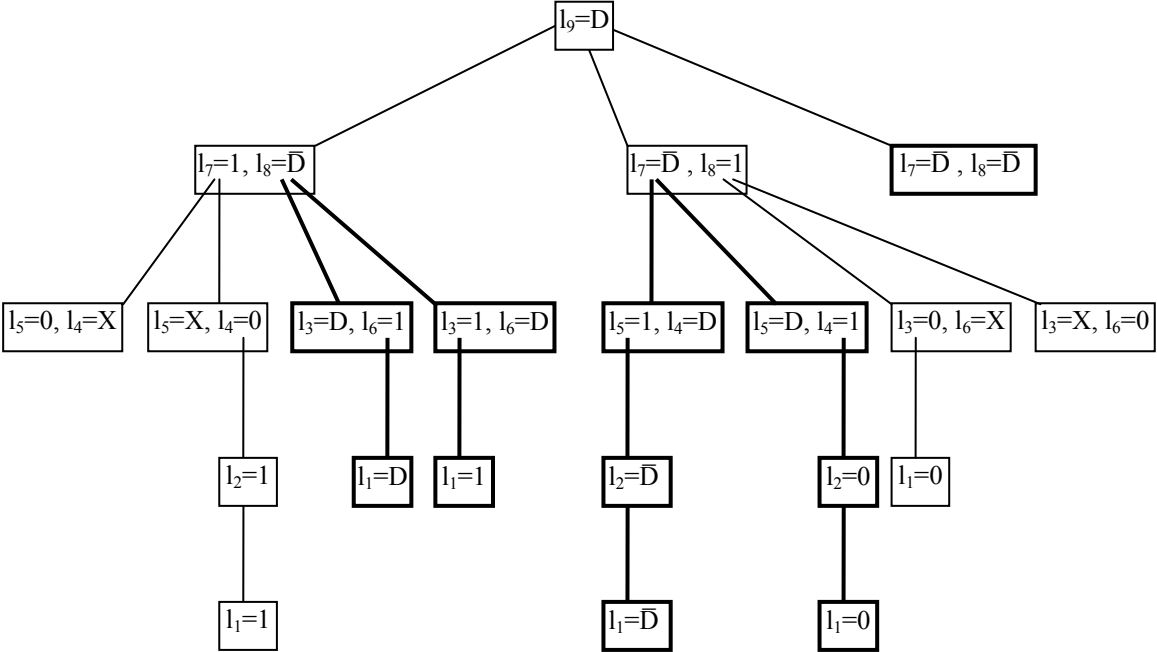 l₉=D
l₇=1, l₈=D̅
l₇=D̅ , l₈=1
l₇=D̅ , l₈=D̅
l₅=0, l₄=X
l₅=X, l₄=0
l₃=D, l₆=1
l₃=1, l₆=D
l₅=1, l₄=D
l₅=D, l₄=1
l₃=0, l₆=X
l₃=X, l₆=0
l₂=1
l₁=D
l₁=1
l₂=D̅
l₂=0
l₁=0
l₁=1
l₁=D̅
l₁=0